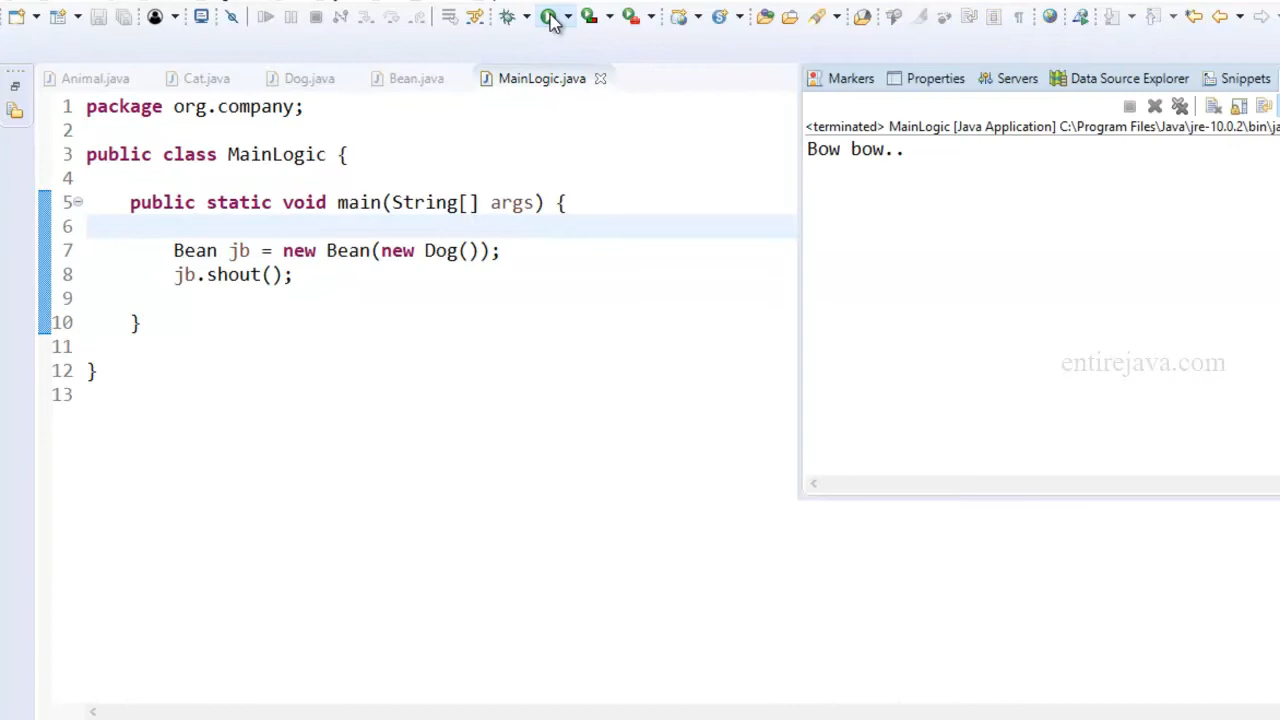 Animal.java Cat.java Dog.java Bean.java MainLogic.java
1 package org.company;
2
3 public class MainLogic {
4
5 public static void main(String[] args) {
6
7 Bean jb = new Bean(new Dog());
8 jb.shout();
9
10 }
11
12 }
13
Markers Properties Servers Data Source Explorer Snippets
<terminated> MainLogic [Java Application] C:\Program Files\Java\jre-10.0.2\bin\ja
Bow bow..
entirejava.com